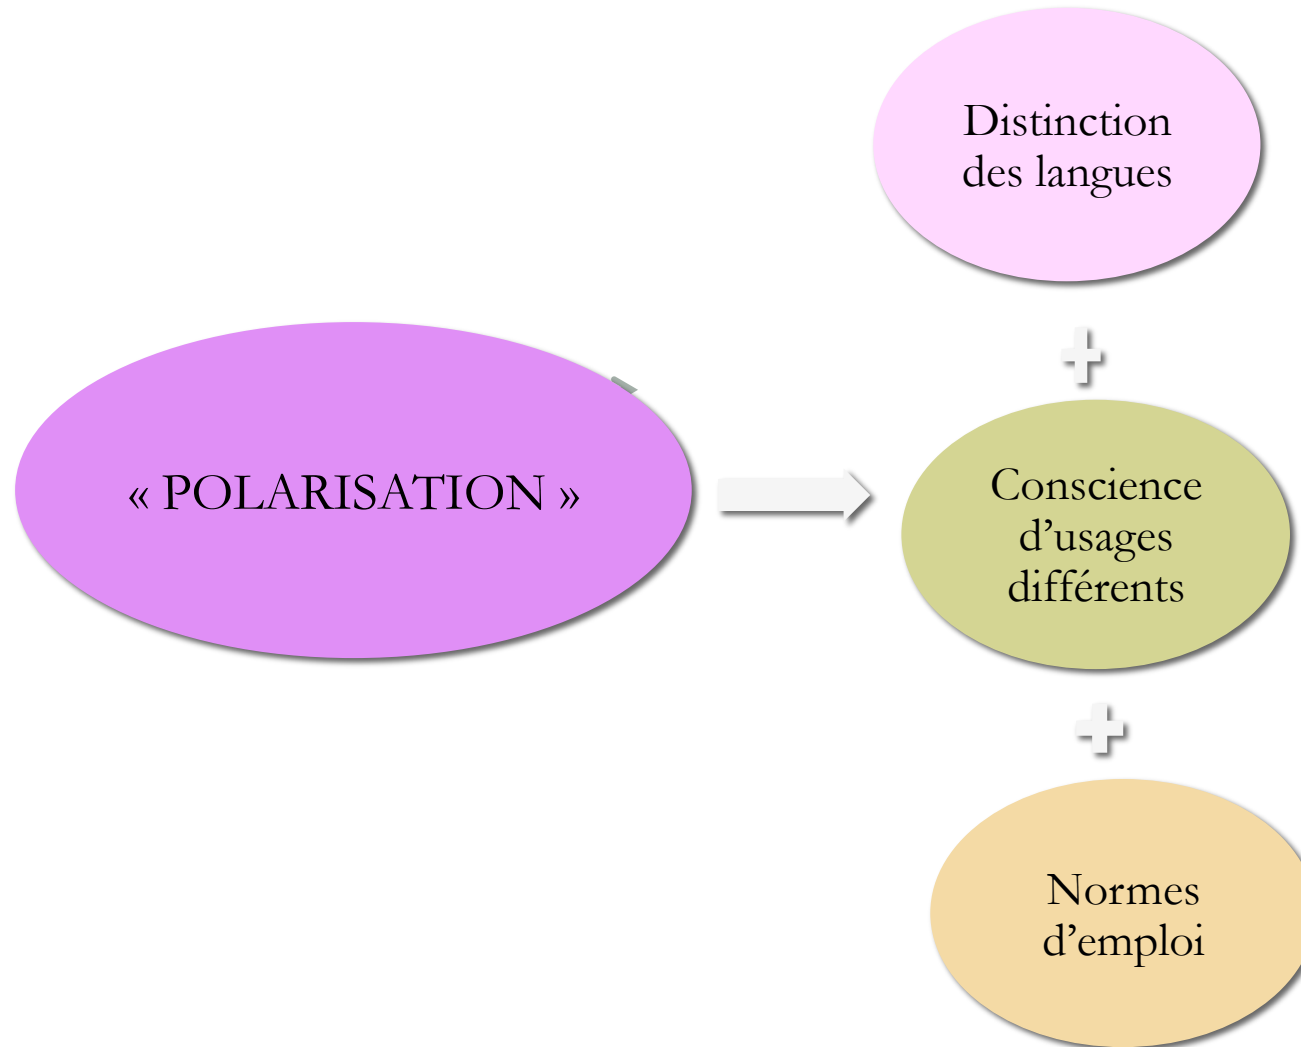 Distinction
des langues
« POLARISATION »
Conscience
d’usages
différents
Normes
d’emploi